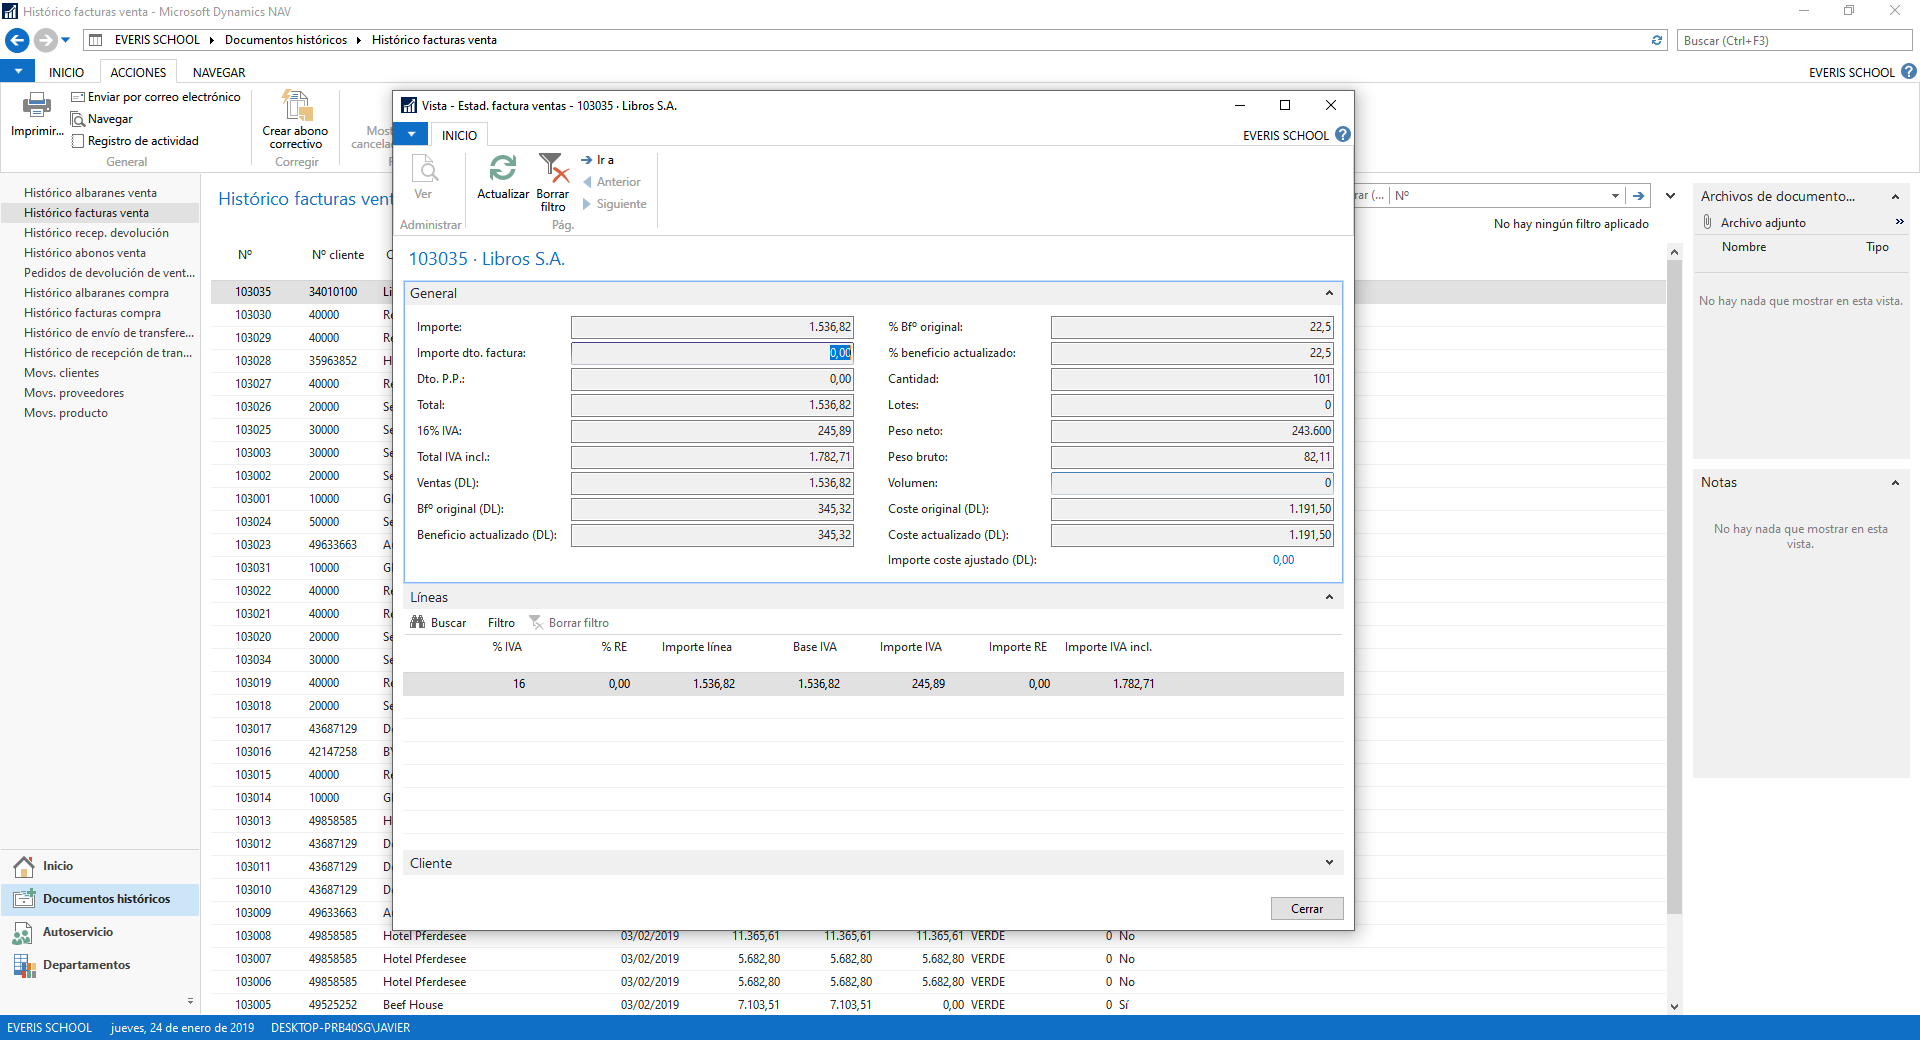 Histórico facturas venta - Microsoft Dynamics NAV
EVERIS SCHOOL ▸ Documentos históricos ▸ Histórico facturas venta
Buscar (Ctrl+F3)
INICIO ACCIONES NAVEGAR
EVERIS SCHOOL
Imprimir...
Enviar por correo electrónico
Navegar
Registro de actividad
General
Crear abono correctivo
Corregir
Histórico albaranes venta
Histórico facturas venta
Histórico recep. devolución
Histórico abonos venta
Pedidos de devolución de vent...
Histórico albaranes compra
Histórico facturas compra
Histórico de envío de transfere...
Histórico de recepción de tran...
Movs. clientes
Movs. proveedores
Movs. producto
Inicio
Documentos históricos
Autoservicio
Departamentos
Histórico facturas
Nº
No hay ningún filtro aplicado
Nº Nº cliente
103035 34010100
103030 40000
103029 40000
103028 35963852
103027 40000
103026 20000
103025 30000
103003 30000
103002 20000
103001 10000
103024 50000
103023 49633663
103031 10000
103022 40000
103021 40000
103020 20000
103034 30000
103019 40000
103018 20000
103017 43687129
103016 42147258
103015 40000
103014 10000
103013 49858585
103012 43687129
103011 43687129
103010 43687129
103009 49633663
103008 49858585 Hotel Pferdesee 03/02/2019 11.365,61 11.365,61 11.365,61 VERDE 0 No
103007 49858585 Hotel Pferdesee 03/02/2019 5.682,80 5.682,80 5.682,80 VERDE 0 No
103006 49858585 Hotel Pferdesee 03/02/2019 5.682,80 5.682,80 5.682,80 VERDE 0 No
103005 49525252 Beef House 03/02/2019 7.103,51 7.103,51 0,00 VERDE 0 Sí
Vista - Estad. factura ventas - 103035 · Libros S.A.
INICIO
EVERIS SCHOOL
Ver
Administrar
Actualizar
Borrar filtro
Ir a
Anterior
Siguiente
Pág.
103035 · Libros S.A.
General
Importe: 1.536,82
Importe dto. factura: 0,00
Dto. P.P.: 0,00
Total: 1.536,82
16% IVA: 245,89
Total IVA incl.: 1.782,71
Ventas (DL): 1.536,82
Bfº original (DL): 345,32
Beneficio actualizado (DL): 345,32
% Bfº original: 22,5
% beneficio actualizado: 22,5
Cantidad: 101
Lotes: 0
Peso neto: 243.600
Peso bruto: 82,11
Volumen: 0
Coste original (DL): 1.191,50
Coste actualizado (DL): 1.191,50
Importe coste ajustado (DL): 0,00
Líneas
Buscar Filtro Borrar filtro
% IVA % RE Importe línea Base IVA Importe IVA Importe RE Importe IVA incl.
16 0,00 1.536,82 1.536,82 245,89 0,00 1.782,71
Cliente
Cerrar
Archivos de documento...
Archivo adjunto
Nombre Tipo
No hay nada que mostrar en esta vista.
Notas
No hay nada que mostrar en esta
vista.
EVERIS SCHOOL jueves, 24 de enero de 2019 DESKTOP-PRB40SG\JAVIER